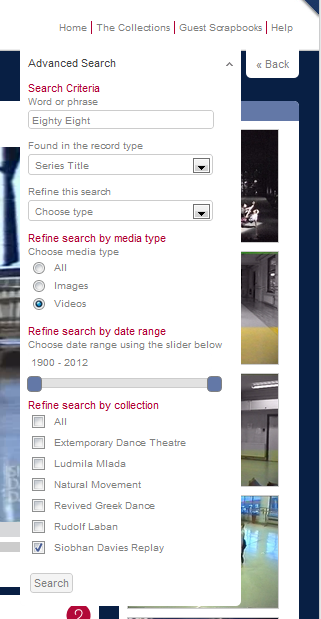 Home | The Collections | Guest Scrapbooks | Help
Advanced Search
« Back
Search Criteria
Word or phrase
Eighty Eight
Found in the record type
Series Title
Refine this search
Choose type
Refine search by media type
Choose media type
All
Images
Videos
Refine search by date range
Choose date range using the slider below
1900 - 2012
Refine search by collection
All
Extemporary Dance Theatre
Ludmila Mlada
Natural Movement
Revived Greek Dance
Rudolf Laban
Siobhan Davies Replay
Search
2